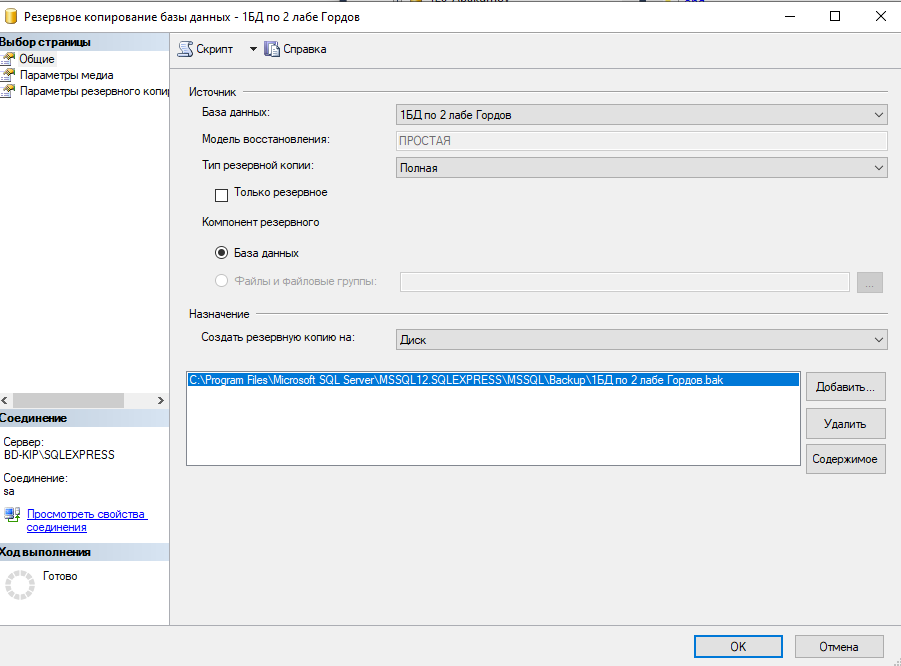 Резервное копирование базы данных - 1БД по 2 лабе Гордов
Выбор страницы
Общие
Параметры медиа
Параметры резервного копир
Скрипт
Справка
Источник
База данных:
1БД по 2 лабе Гордов
Модель восстановления:
ПРОСТАЯ
Тип резервной копии:
Полная
Только резервное
Компонент резервного
База данных
Файлы и файловые группы:
...
Назначение
Создать резервную копию на:
Диск
C:\Program Files\Microsoft SQL Server\MSSQL12.SQLEXPRESS\MSSQL\Backup\1БД по 2 лабе Гордов.bak
Добавить...
Удалить
Содержимое
Соединение
Сервер:
BD-KIP\SQLEXPRESS
Соединение:
sa
Просмотреть свойства
соединения
Ход выполнения
Готово
OK
Отмена